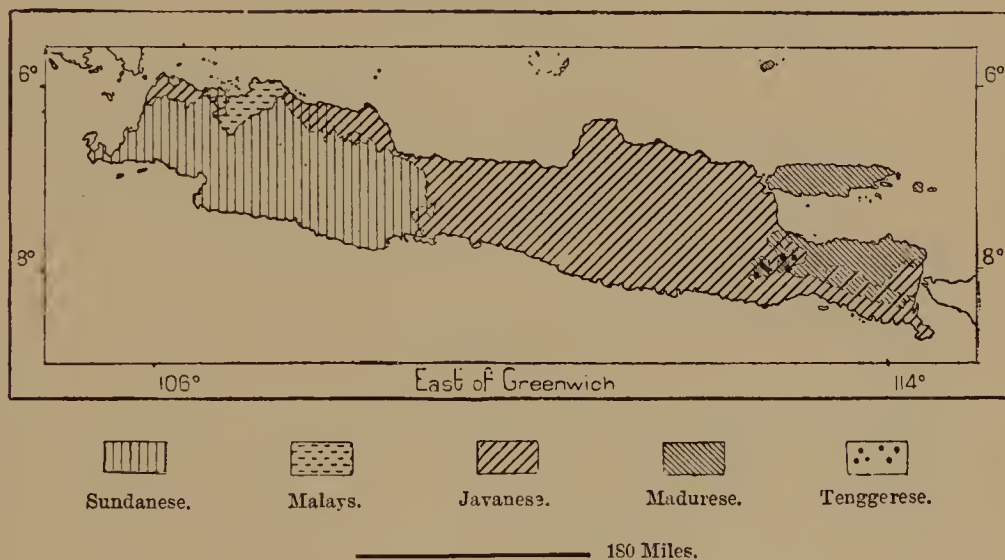 6° 6°
8° 8°
106° East of Greenwich 114°
Sundanese. Malays. Javanese. Madurese. Tenggerese.
180 Miles.